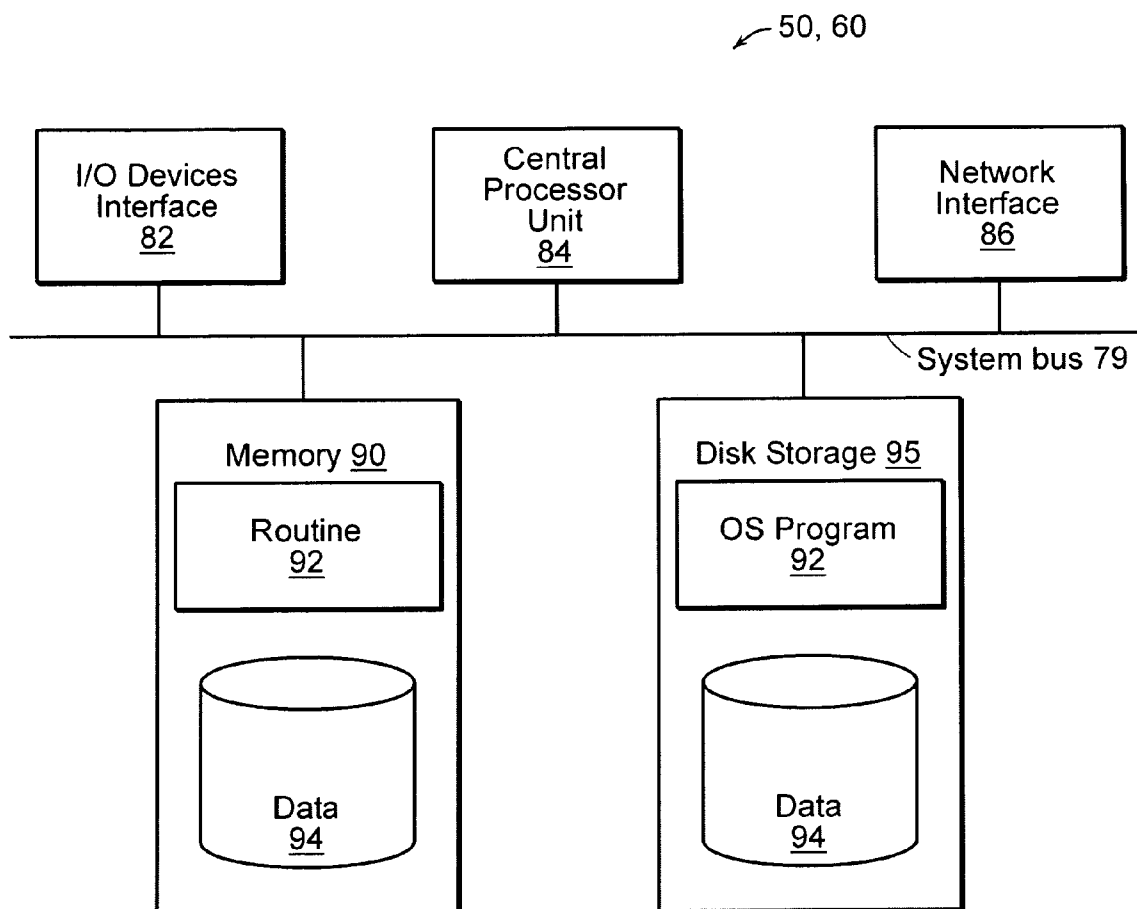 50, 60
I/O Devices
Interface
82
Central
Processor
Unit
84
Network
Interface
86
System bus 79
Memory 90
Routine
92
Data
94
Disk Storage 95
OS Program
92
Data
94